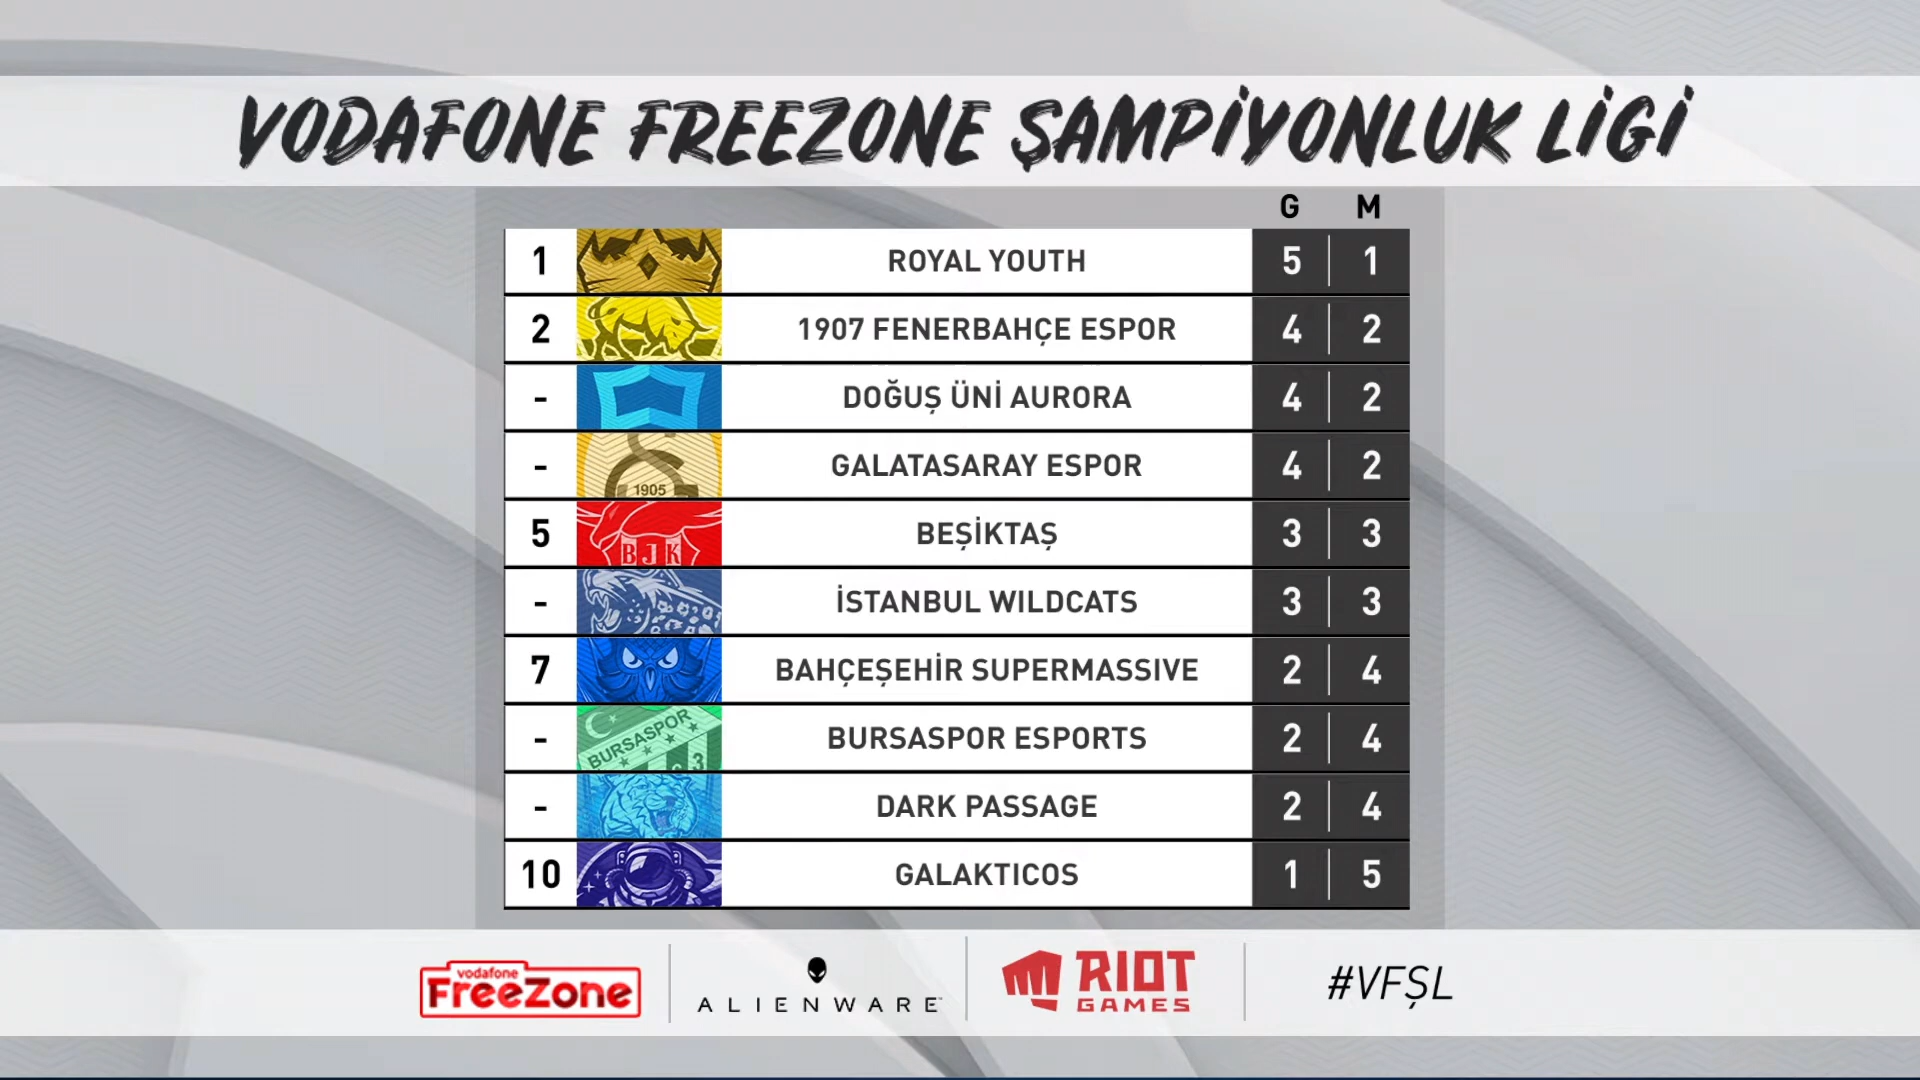 VODAFONE FREEZONE ŞAMPİYONLUK LİGİ
G M
1 ROYAL YOUTH 5 1
2 1907 FENERBAHÇE ESPOR 4 2
- DOĞUŞ ÜNİ AURORA 4 2
- 1905 GALATASARAY ESPOR 4 2
5 BJK BEŞİKTAŞ 3 3
- İSTANBUL WILDCATS 3 3
7 BAHÇEŞEHİR SUPERMASSIVE 2 4
- BURSASPOR BURSASPOR ESPORTS 2 4
- DARK PASSAGE 2 4
10 GALAKTICOS 1 5
vodafone
FreeZone
ALIENWARE
RIOT
GAMES
#VFŞL